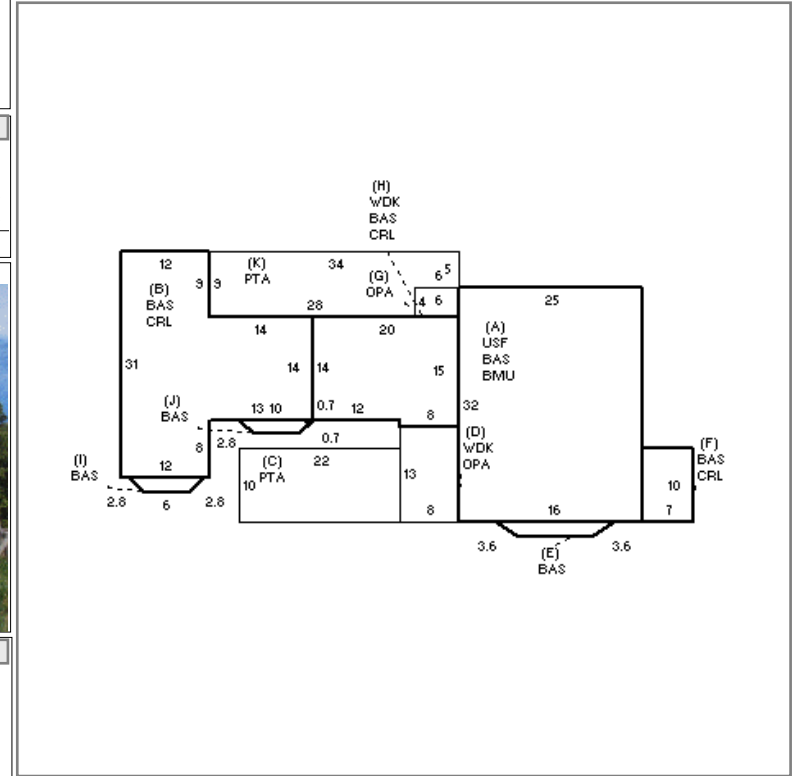 (H)
WDK
BAS
CRL
12
9
9
(K)
PTA
34
6
5
(B)
BAS
CRL
(G)
OPA
4
6
28
25
14
20
(A)
USF
BAS
BMU
31
14
14
15
(J)
BAS
13 10
0.7
12
8
32
8
2.8
0.7
(D)
WDK
OPA
(F)
BAS
CRL
(I)
BAS
12
(C)
PTA
22
13
10
10
2.8
6
2.8
8
16
7
3.6
(E)
BAS
3.6